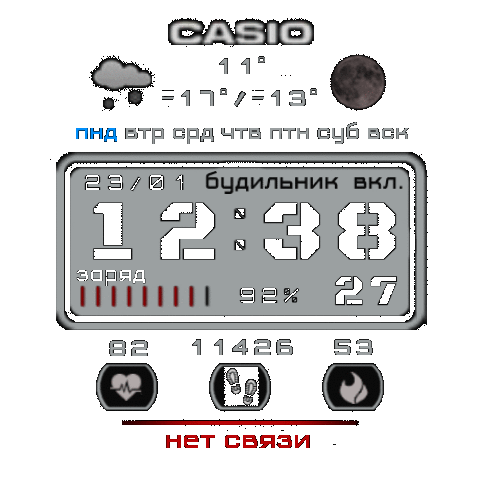 CASIO
11°
-17°/-13°
пнд втр срд чтв птн суб вск
23/01 будильник вкл.
12:38
заряд
92% 27
82 11426 53
нет связи